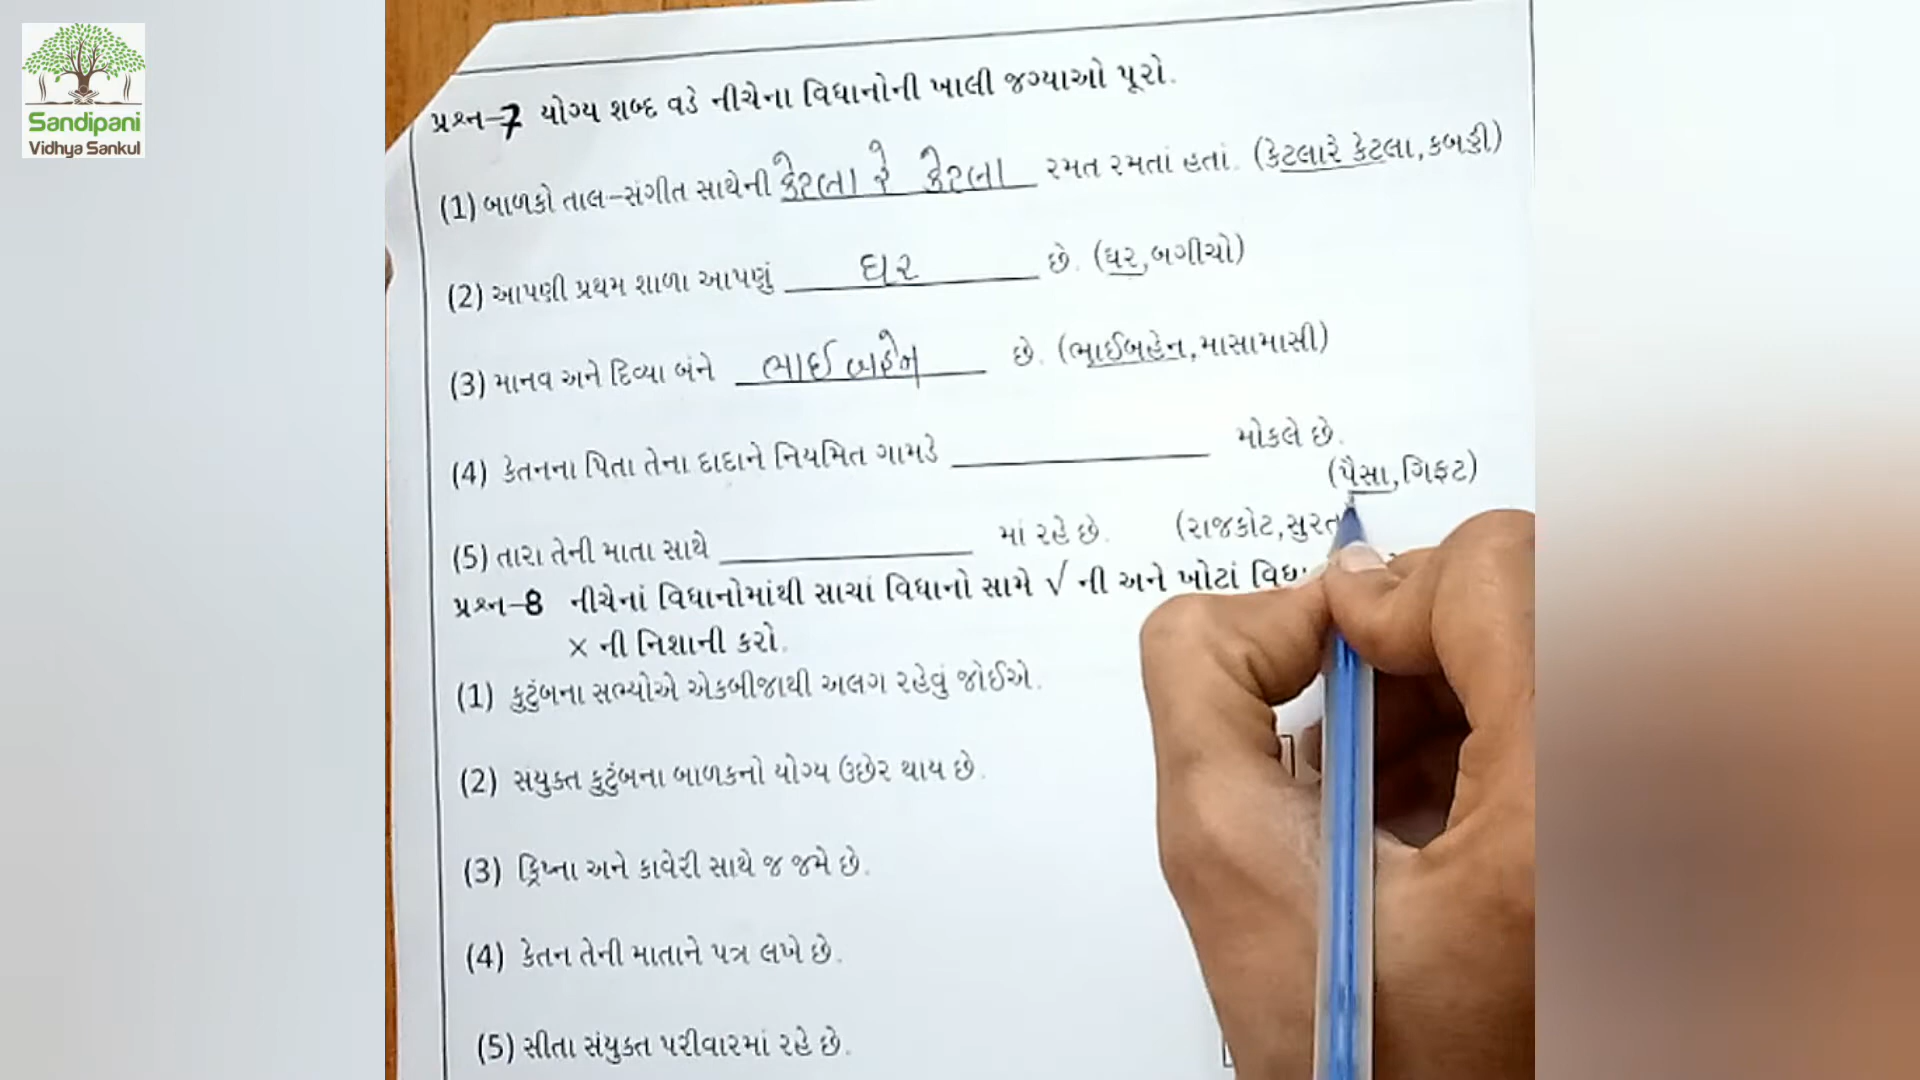 Sandipani
Vidhya Sankul
પ્રશ્ન-7 યોગ્ય શબ્દ વડે નીચેના વિધાનોની ખાલી જગ્યાઓ પૂરો.
(1) બાળકો તાલ-સંગીત સાથેની કેટલા રે કેટલા રમત રમતાં હતાં. (કેટલારે કેટલા,કબડ્ડી)
(2) આપણી પ્રથમ શાળા આપણું ઘર છે. (ઘર,બગીચો)
(3) માનવ અને દિવ્યા બંને ભાઈ બહેન છે. (ભાઈબહેન,માસામાસી)
(4) કેતનના પિતા તેના દાદાને નિયમિત ગામડે ____________ મોકલે છે.
(પૈસા,ગિફ્ટ)
(5) તારા તેની માતા સાથે ____________ માં રહે છે. (રાજકોટ,સુરત
પ્રશ્ન-8 નીચેનાં વિધાનોમાંથી સાચાં વિધાનો સામે √ ની અને ખોટાં
× ની નિશાની કરો.
(1) કુટુંબના સભ્યોએ એકબીજાથી અલગ રહેવું જોઈએ.
(2) સંયુક્ત કુટુંબના બાળકનો યોગ્ય ઉછેર થાય છે.
(3) ક્રિષ્ના અને કાવેરી સાથે જ જમે છે.
(4) કેતન તેની માતાને પત્ર લખે છે.
(5) સીતા સંયુક્ત પરીવારમાં રહે છે.